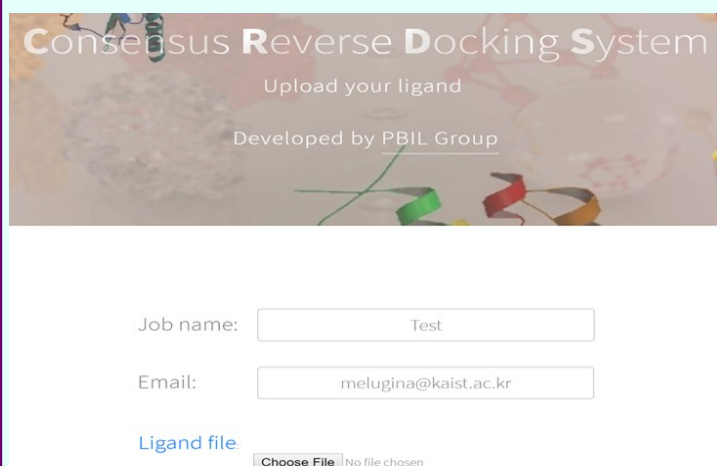 Consensus Reverse Docking System
Upload your ligand
Developed by PBIL Group
Job name: Test
Email: melugina@kaist.ac.kr
Ligand file:
Choose File No file chosen